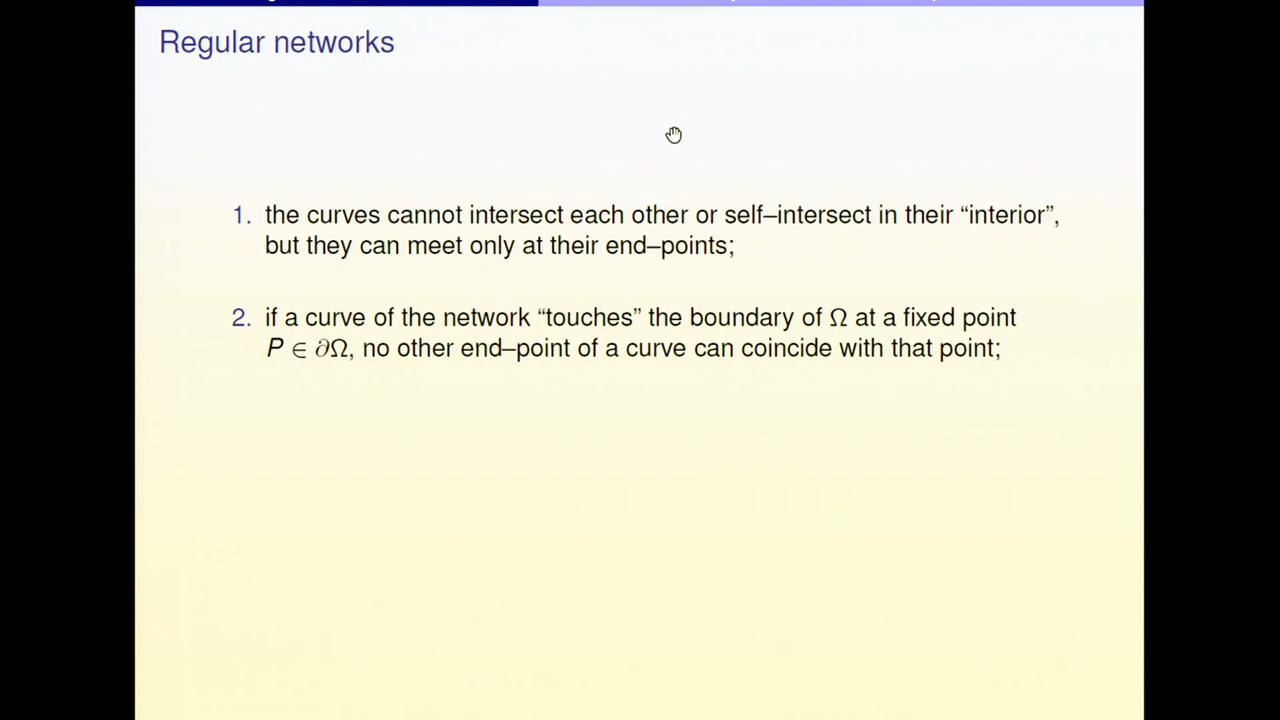 Regular networks
1. the curves cannot intersect each other or self–intersect in their “interior”,
but they can meet only at their end–points;
2. if a curve of the network “touches” the boundary of Ω at a fixed point
P ∈ ∂Ω, no other end–point of a curve can coincide with that point;